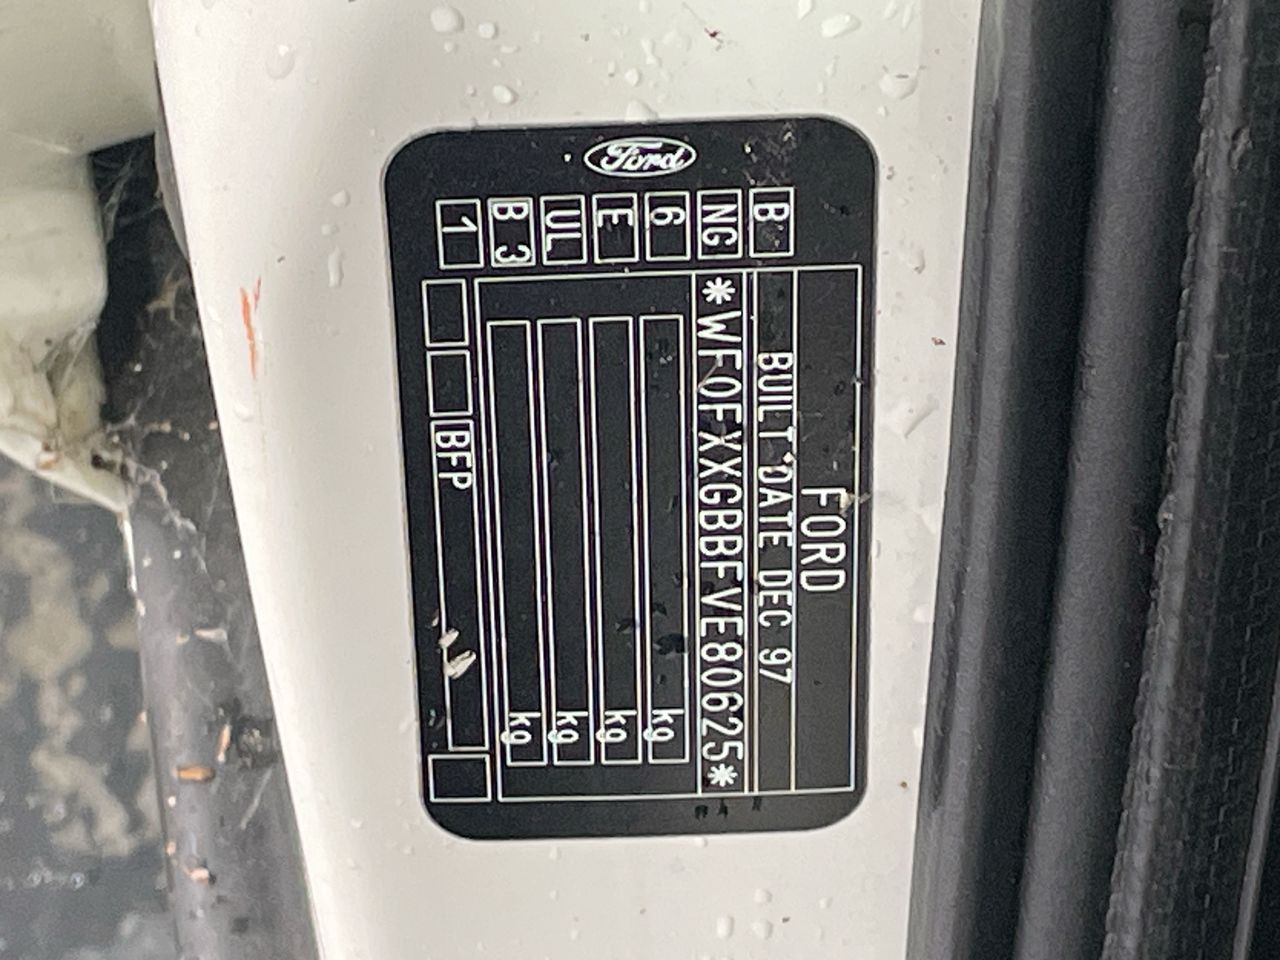 Ford
FORD
BUILT DATE DEC 97
*WF0FXXGBBFVE80625*
kg
kg
kg
kg
BFP
B
NG
6
E
UL
B 3
1